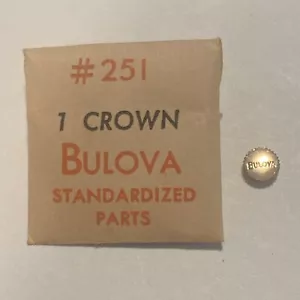 #251
1 CROWN
BULOVA
STANDARDIZED
PARTS
BULOVA